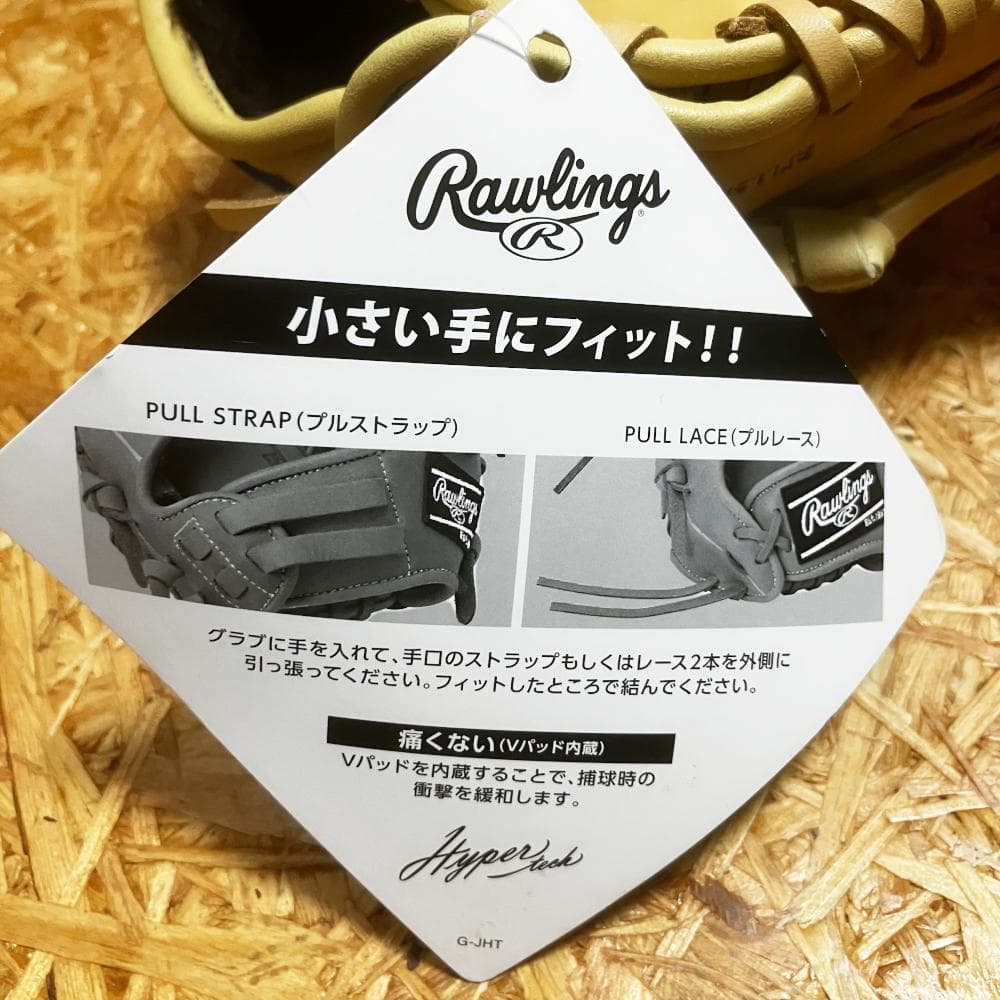 Rawlings
R
小さい手にフィット!!
PULL STRAP(プルストラップ)
PULL LACE(プルレース)
Rawlings
R
Rawlings
R
グラブに手を入れて、手口のストラップもしくはレース2本を外側に
引っ張ってください。フィットしたところで結んでください。
痛くない(Vパッド内蔵)
Vパッドを内蔵することで、捕球時の
衝撃を緩和します。
Hyper tech
G-JHT